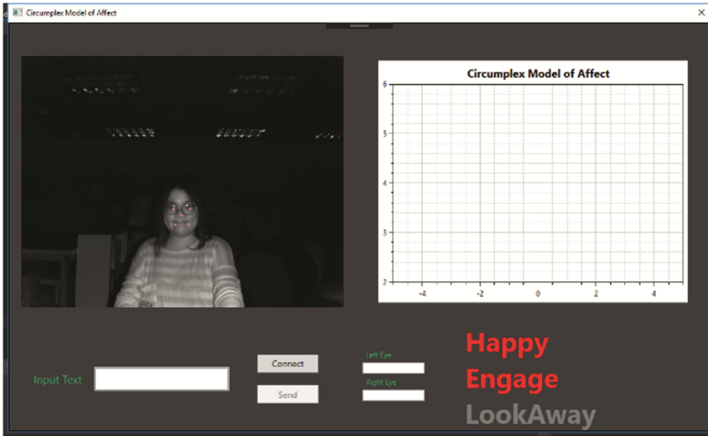 Circumplex Model of Affect
Circumplex Model of Affect
6
5
4
3
2
-4 -2 0 2 4
Input Text
Connect
Send
Left Eye
Right Eye
Happy
Engage
LookAway